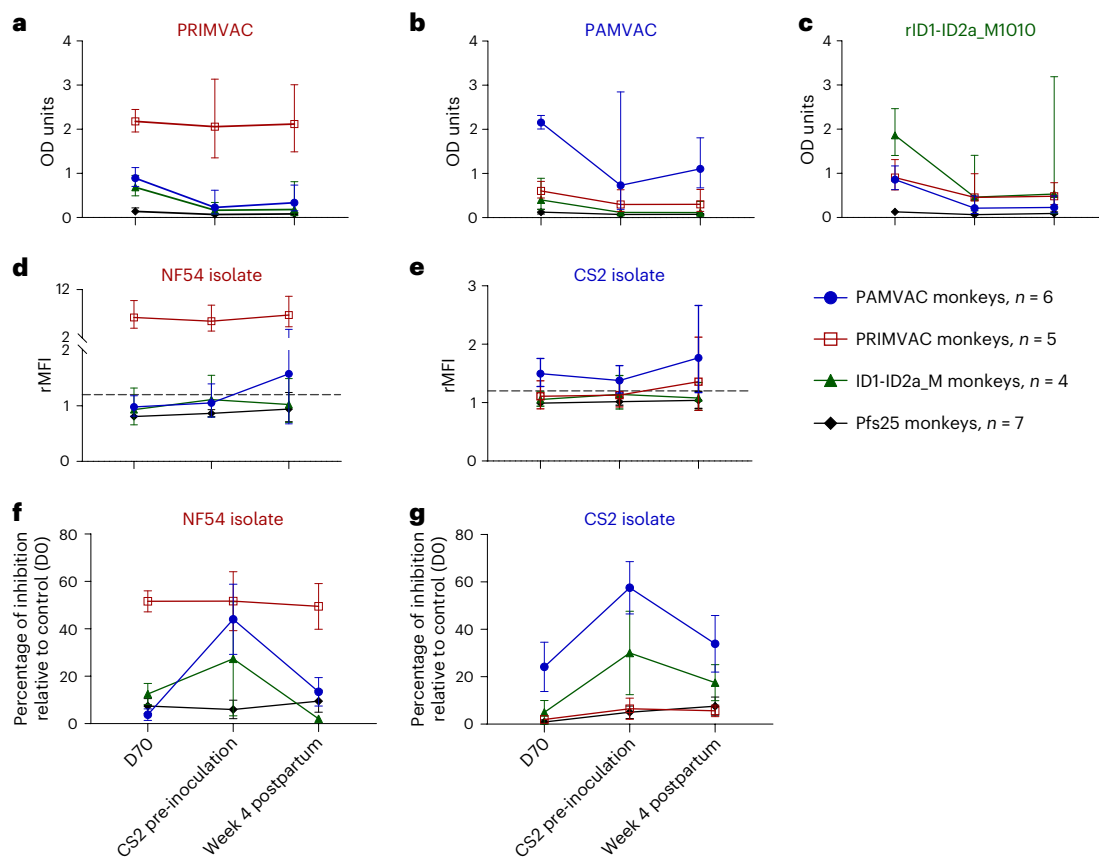 a
PRIMVAC
4
3
2
1
0
OD units
b
PAMVAC
4
3
2
1
0
OD units
c
rID1-ID2a_M1010
4
3
2
1
0
OD units
d
NF54 isolate
12
2
2
1
0
rMFI
e
CS2 isolate
3
2
1
0
rMFI
PAMVAC monkeys, n = 6
PRIMVAC monkeys, n = 5
ID1-ID2a_M monkeys, n = 4
Pfs25 monkeys, n = 7
f
NF54 isolate
80
60
40
20
0
Percentage of inhibition
relative to control (D0)
D70
CS2 pre-inoculation
Week 4 postpartum
g
CS2 isolate
80
60
40
20
0
Percentage of inhibition
relative to control (D0)
D70
CS2 pre-inoculation
Week 4 postpartum